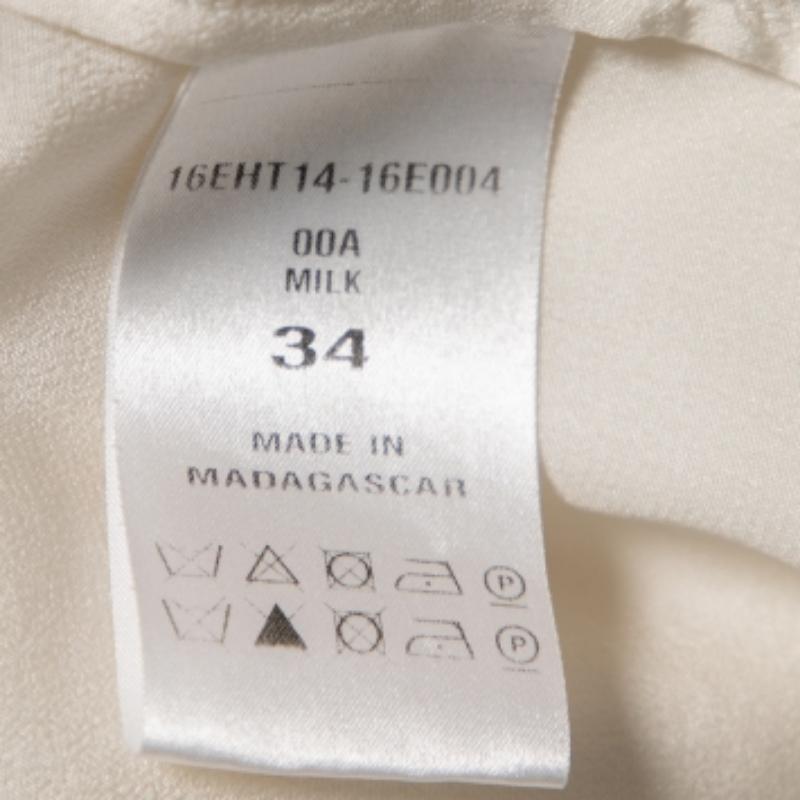 16EHT14-16E004
00A
MILK
34
MADE IN
MADAGASCAR
P
P